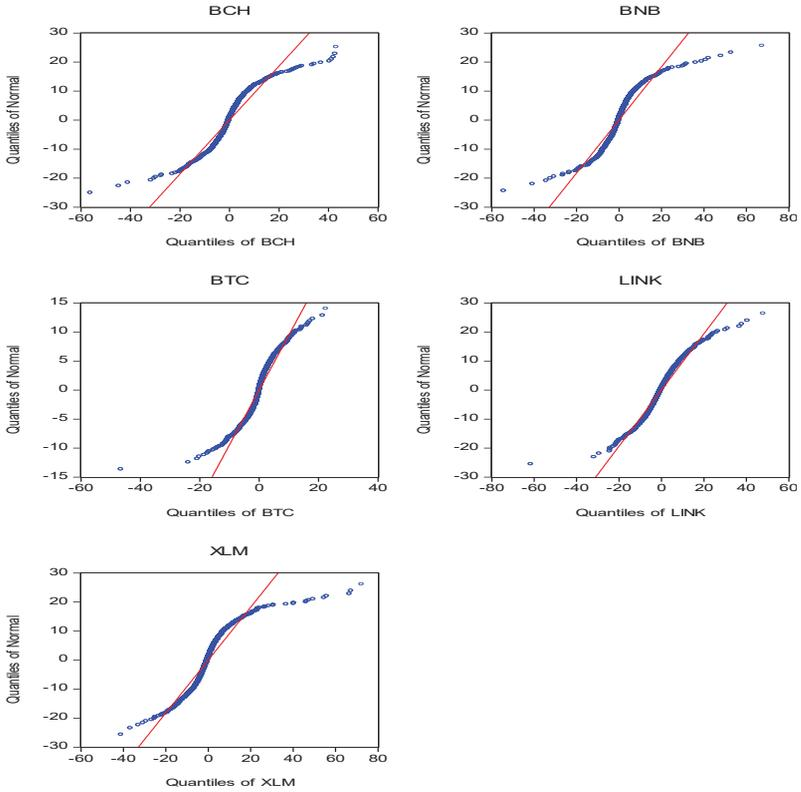 BCH
30
20
10
0
-10
-20
-30
Quantiles of Normal
-60 -40 -20 0 20 40 60
Quantiles of BCH
BNB
30
20
10
0
-10
-20
-30
Quantiles of Normal
-60 -40 -20 0 20 40 60 80
Quantiles of BNB
BTC
15
10
5
0
-5
-10
-15
Quantiles of Normal
-60 -40 -20 0 20 40
Quantiles of BTC
LINK
30
20
10
0
-10
-20
-30
Quantiles of Normal
-80 -60 -40 -20 0 20 40 60
Quantiles of LINK
XLM
30
20
10
0
-10
-20
-30
Quantiles of Normal
-60 -40 -20 0 20 40 60 80
Quantiles of XLM